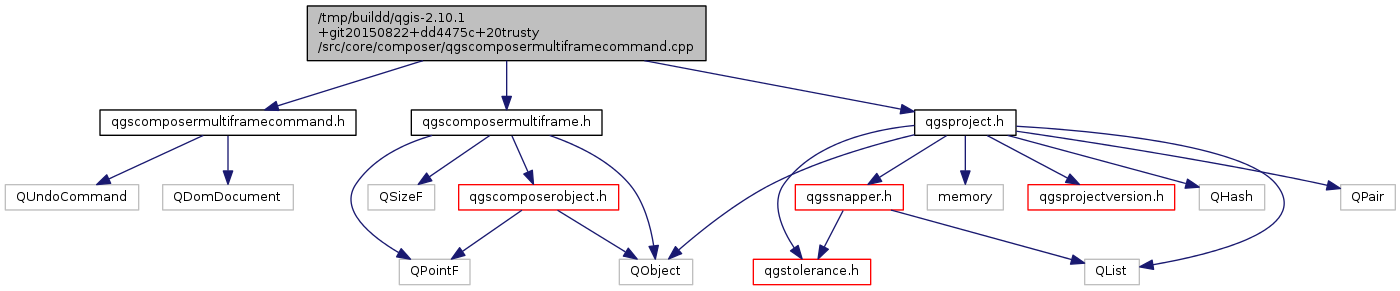 /tmp/buildd/qgis-2.10.1
+git20150822+dd4475c+20trusty
/src/core/composer/qgscomposermultiframecommand.cpp
qgscomposermultiframecommand.h
qgscomposermultiframe.h
qgsproject.h
QUndoCommand
QDomDocument
QSizeF
qgscomposerobject.h
qgssnapper.h
memory
qgsprojectversion.h
QHash
QPair
QPointF
QObject
qgstolerance.h
QList